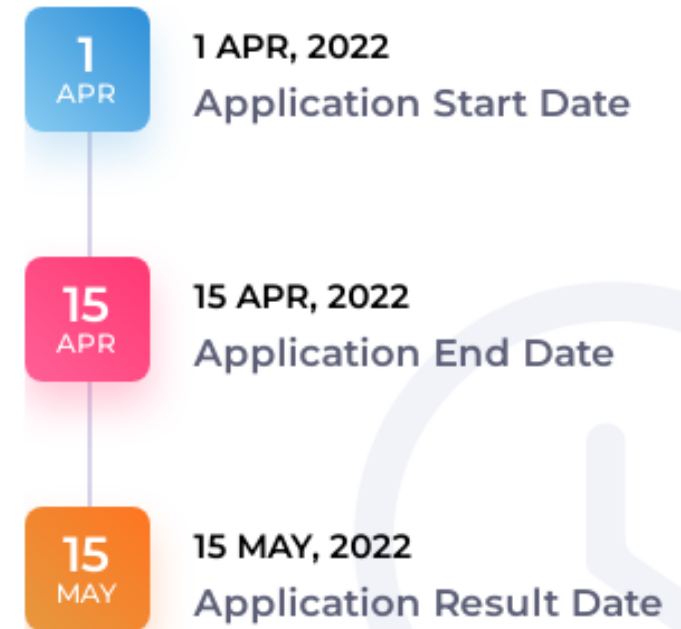 1
APR
1 APR, 2022
Application Start Date
15
APR
15 APR, 2022
Application End Date
15
MAY
15 MAY, 2022
Application Result Date